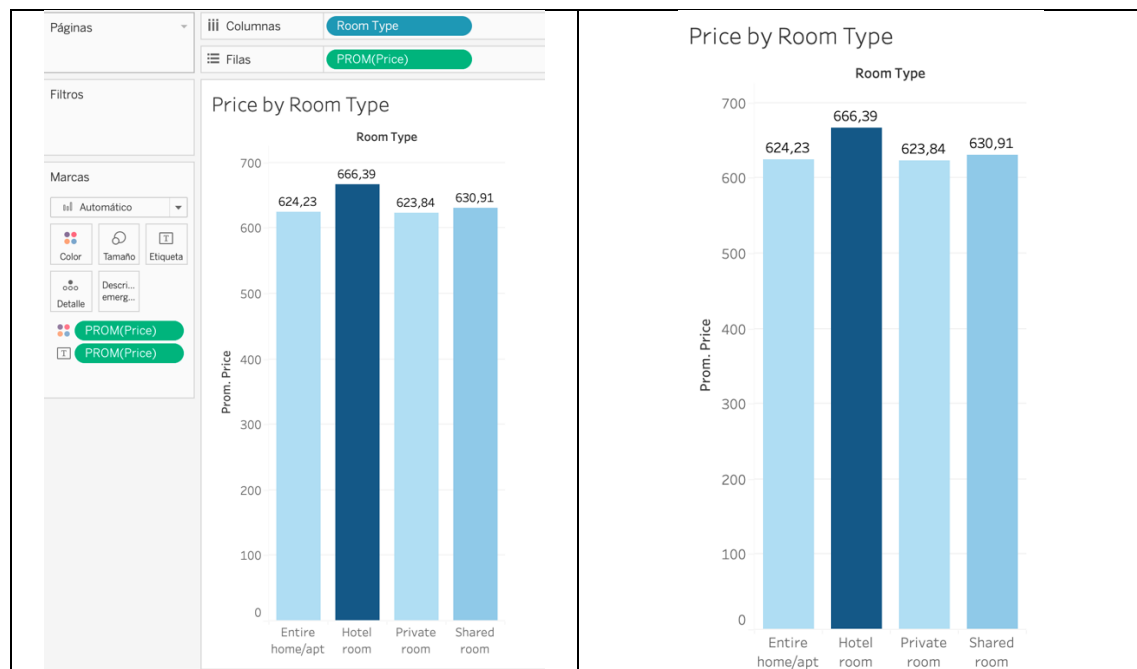 Páginas
Columnas
Room Type
Filas
PROM(Price)
Filtros
Marcas
Automático
Color
Tamaño
Etiqueta
Detalle
Descri...
emerg...
PROM(Price)
PROM(Price)
Price by Room Type
Room Type
700
600
500
400
300
200
100
0
Prom. Price
624,23
666,39
623,84
630,91
Entire
home/apt
Hotel
room
Private
room
Shared
room
Price by Room Type
Room Type
700
600
500
400
300
200
100
0
Prom. Price
624,23
666,39
623,84
630,91
Entire
home/apt
Hotel
room
Private
room
Shared
room